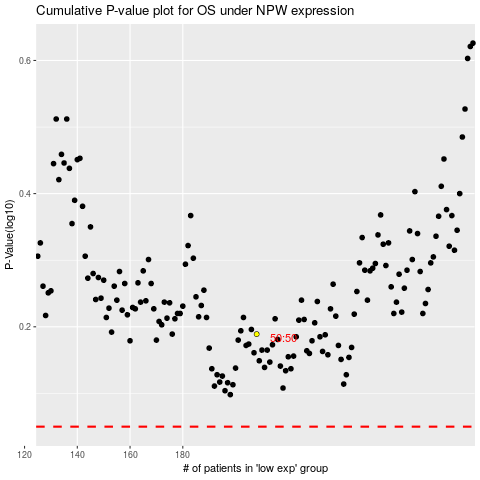 Cumulative P-value plot for OS under NPW expression
P-Value(log10)
0.6
0.4
0.2
50:50
120 140 160 180
# of patients in 'low exp' group